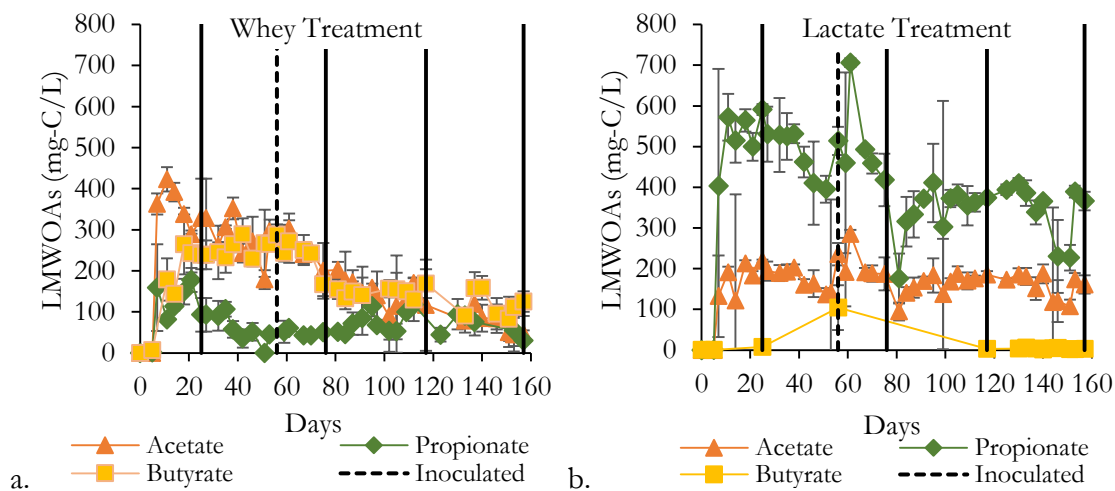 Whey Treatment
LMWOAs (mg-C/L)
800
700
600
500
400
300
200
100
0
0 20 40 60 80 100 120 140 160
Days
Acetate Propionate
Butyrate Inoculated
a.
Lactate Treatment
LMWOAs (mg-C/L)
800
700
600
500
400
300
200
100
0
0 20 40 60 80 100 120 140 160
Days
Acetate Propionate
Butyrate Inoculated
b.